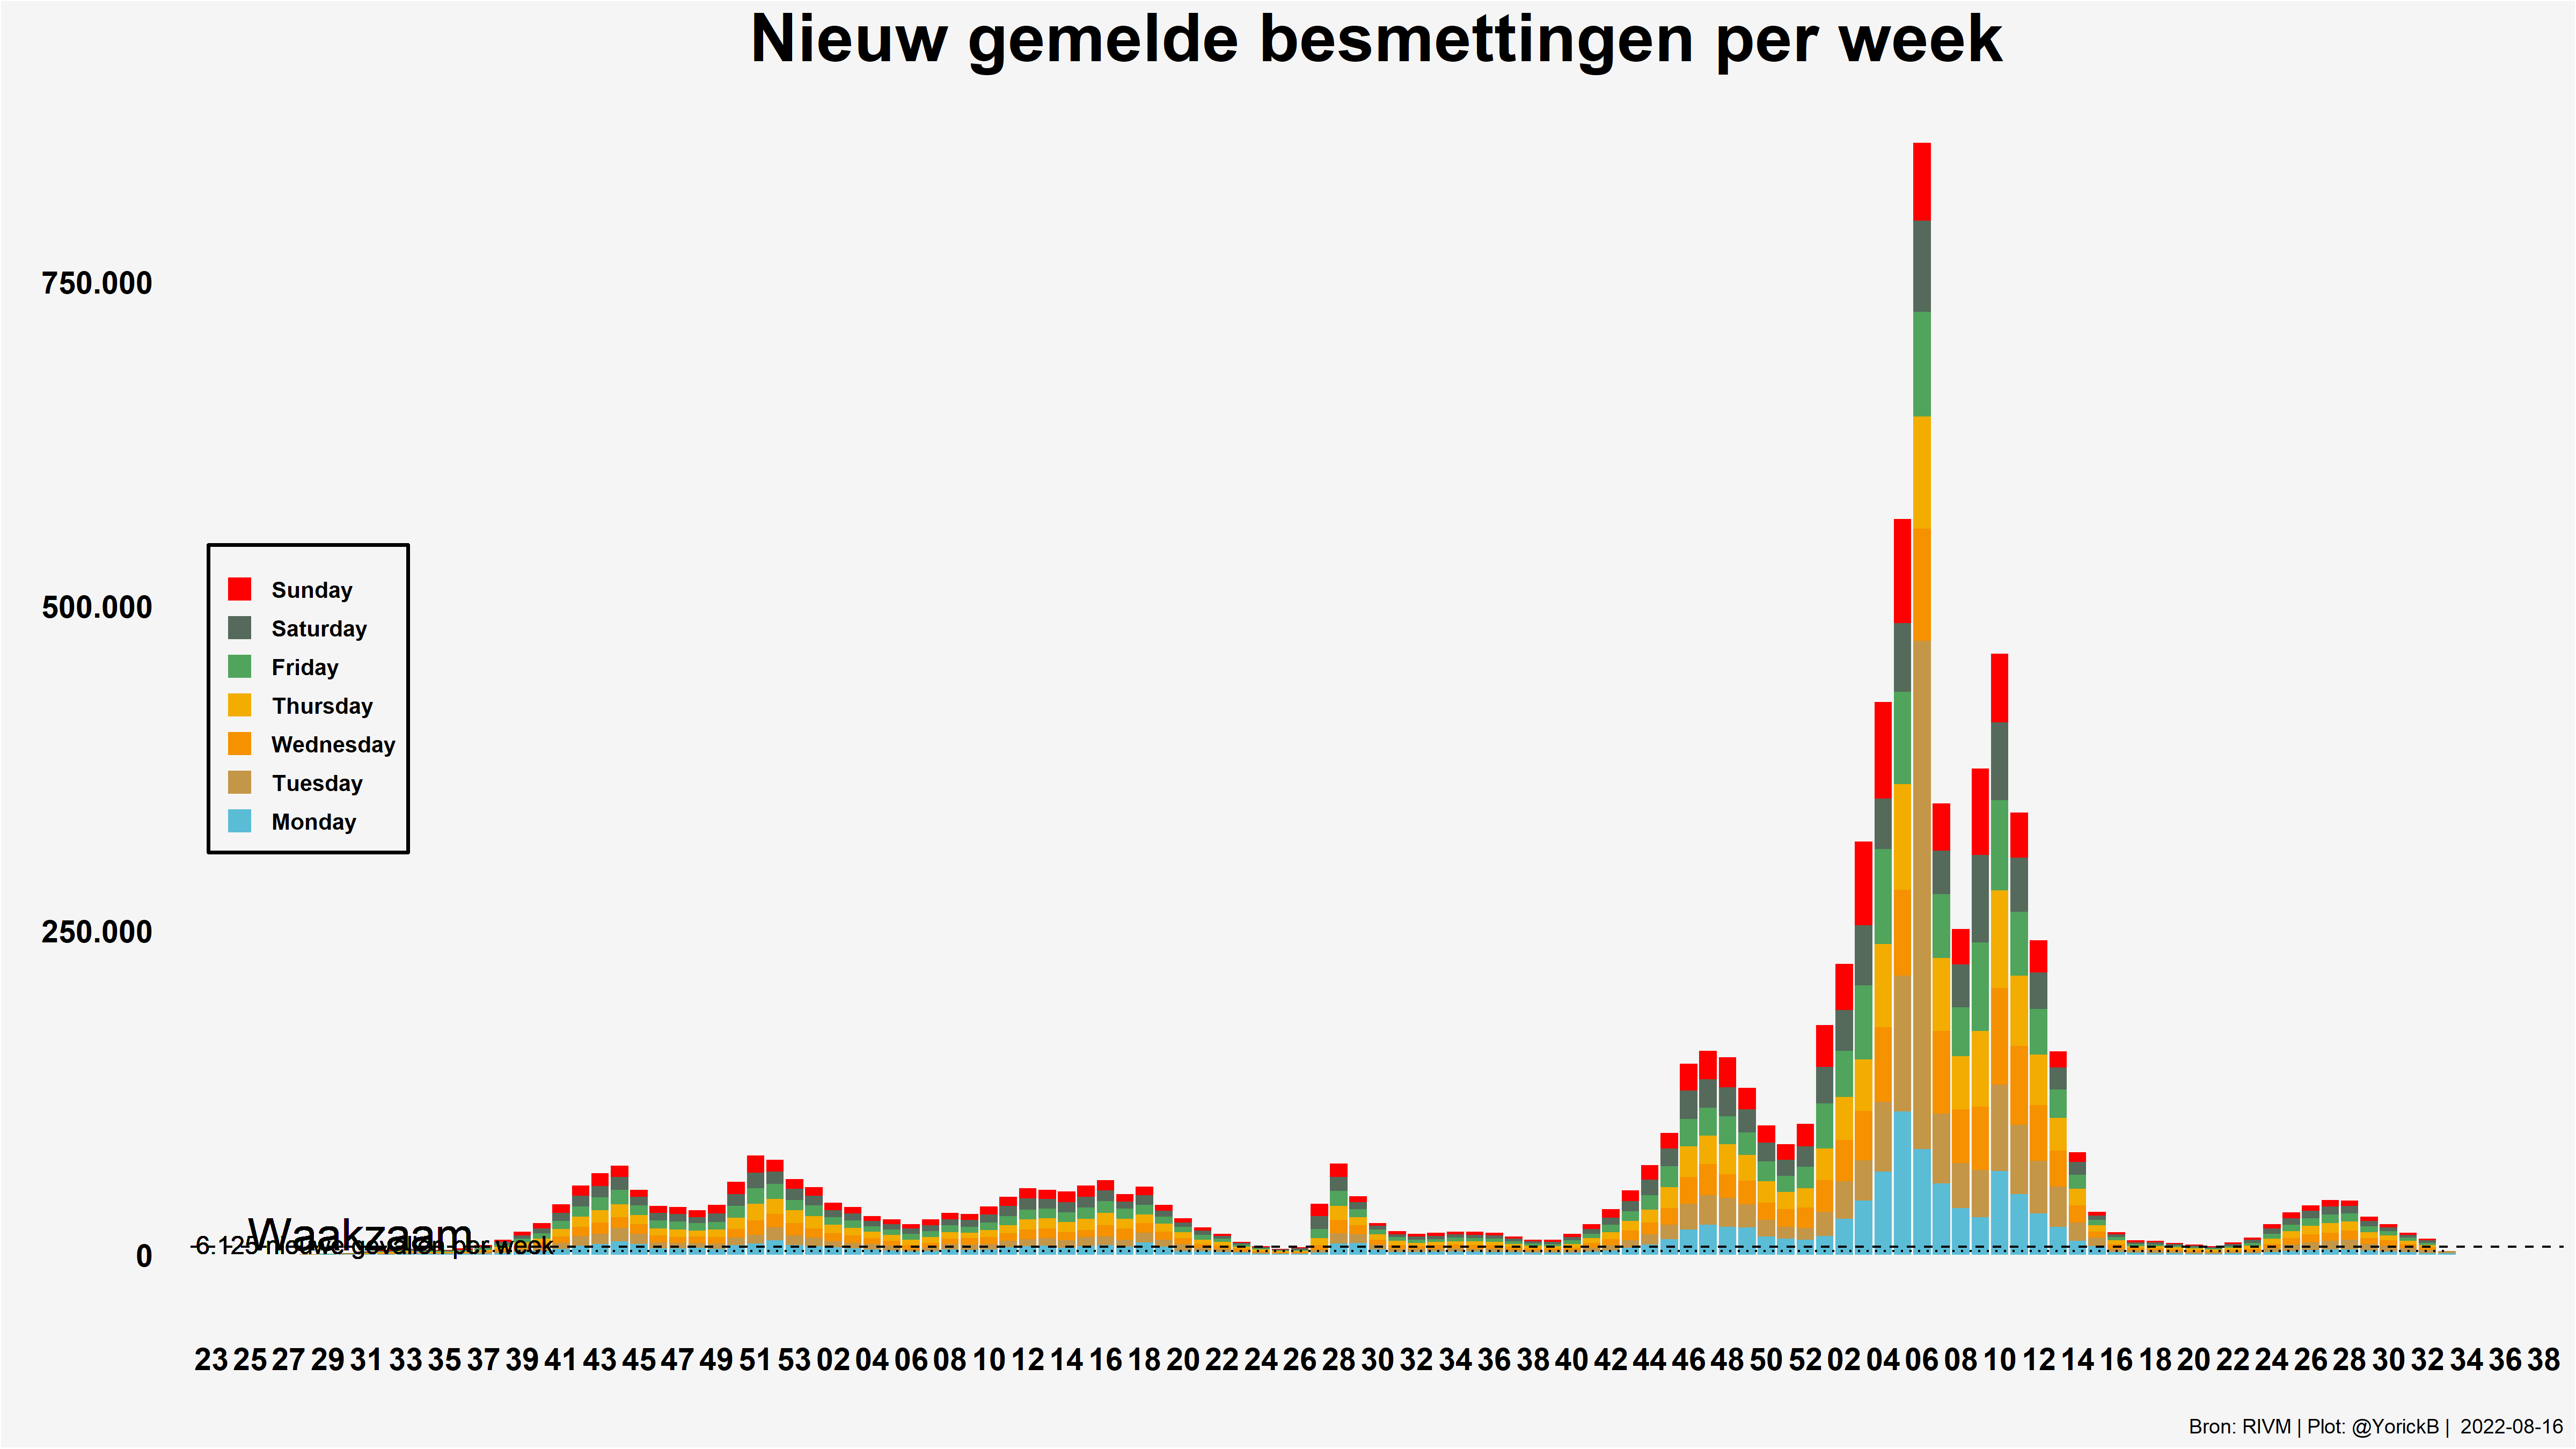 Nieuw gemelde besmettingen per week
750.000
500.000
250.000
0
Sunday
Saturday
Friday
Thursday
Wednesday
Tuesday
Monday
Waakzaam
6.125 nieuwe gevallen per week
23 25 27 29 31 33 35 37 39 41 43 45 47 49 51 53 02 04 06 08 10 12 14 16 18 20 22 24 26 28 30 32 34 36 38 40 42 44 46 48 50 52 02 04 06 08 10 12 14 16 18 20 22 24 26 28 30 32 34 36 38
Bron: RIVM | Plot: @YorickB | 2022-08-16